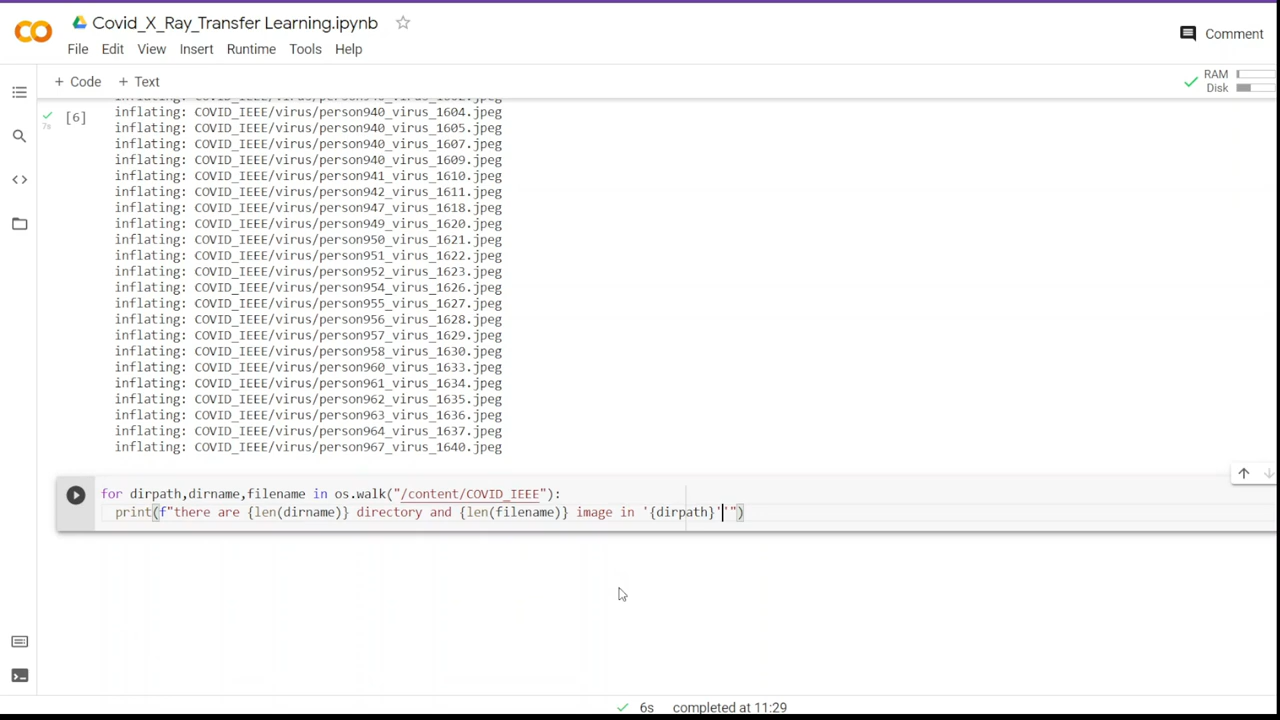 Covid_X_Ray_Transfer Learning.ipynb
Comment
File Edit View Insert Runtime Tools Help
+ Code + Text
RAM
Disk
[6]
7s
inflating: COVID_IEEE/virus/person940_virus_1604.jpeg
inflating: COVID_IEEE/virus/person940_virus_1605.jpeg
inflating: COVID_IEEE/virus/person940_virus_1607.jpeg
inflating: COVID_IEEE/virus/person940_virus_1609.jpeg
inflating: COVID_IEEE/virus/person941_virus_1610.jpeg
inflating: COVID_IEEE/virus/person942_virus_1611.jpeg
inflating: COVID_IEEE/virus/person947_virus_1618.jpeg
inflating: COVID_IEEE/virus/person949_virus_1620.jpeg
inflating: COVID_IEEE/virus/person950_virus_1621.jpeg
inflating: COVID_IEEE/virus/person951_virus_1622.jpeg
inflating: COVID_IEEE/virus/person952_virus_1623.jpeg
inflating: COVID_IEEE/virus/person954_virus_1626.jpeg
inflating: COVID_IEEE/virus/person955_virus_1627.jpeg
inflating: COVID_IEEE/virus/person956_virus_1628.jpeg
inflating: COVID_IEEE/virus/person957_virus_1629.jpeg
inflating: COVID_IEEE/virus/person958_virus_1630.jpeg
inflating: COVID_IEEE/virus/person960_virus_1633.jpeg
inflating: COVID_IEEE/virus/person961_virus_1634.jpeg
inflating: COVID_IEEE/virus/person962_virus_1635.jpeg
inflating: COVID_IEEE/virus/person963_virus_1636.jpeg
inflating: COVID_IEEE/virus/person964_virus_1637.jpeg
inflating: COVID_IEEE/virus/person967_virus_1640.jpeg
for dirpath,dirname,filename in os.walk("/content/COVID_IEEE"):
print(f"there are {len(dirname)} directory and {len(filename)} image in '{dirpath}''")
6s completed at 11:29